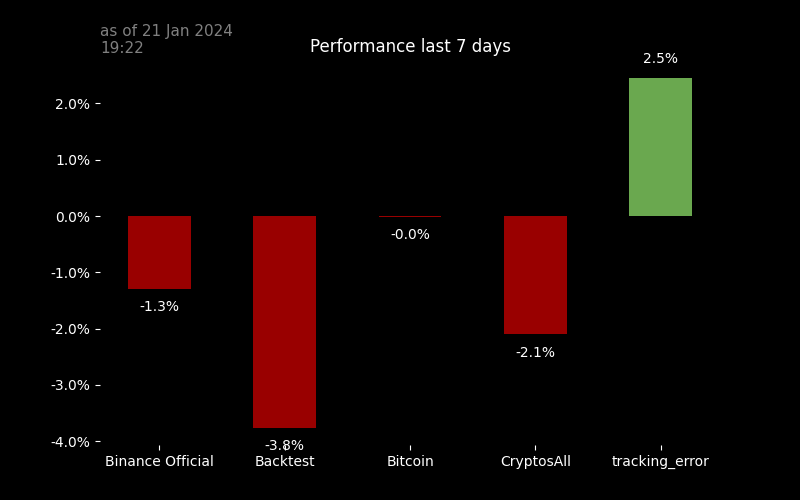 as of 21 Jan 2024
19:22
Performance last 7 days
2.5%
2.0%
1.0%
0.0%
-0.0%
-1.0%
-1.3%
-2.0%
-2.1%
-3.0%
-4.0%
-3.8%
Binance Official
Backtest
Bitcoin
CryptosAll
tracking_error